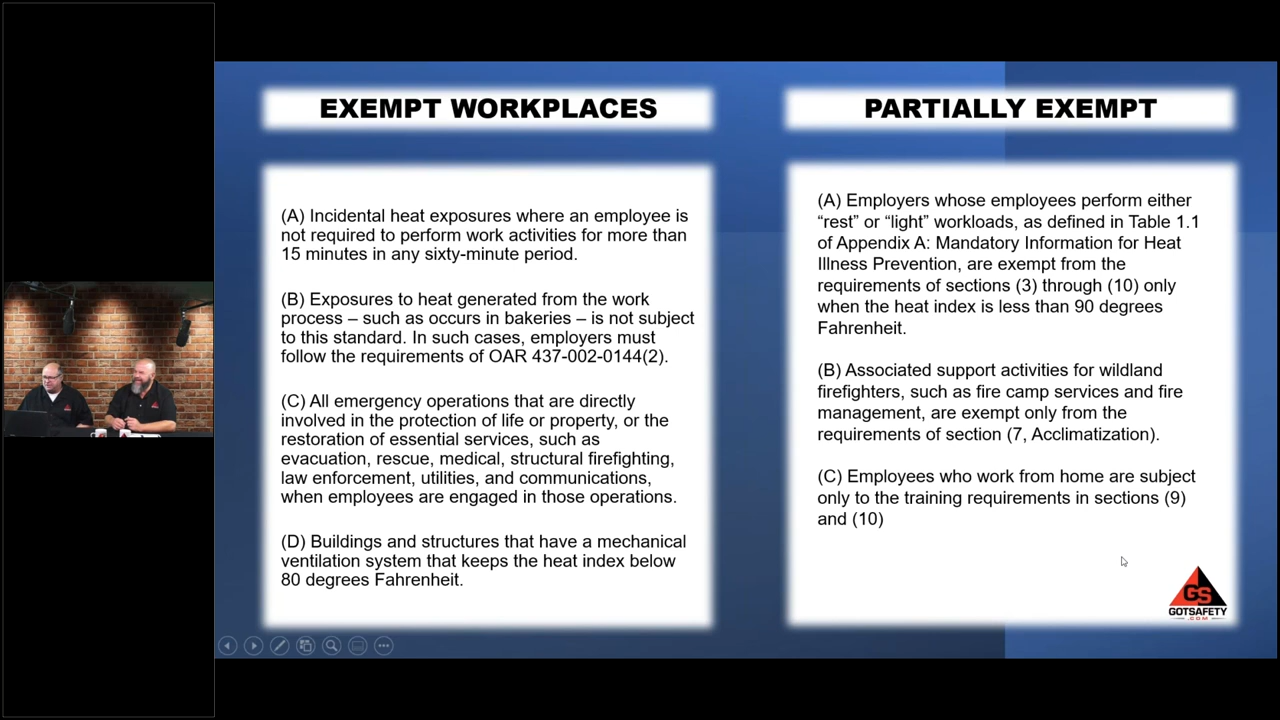 EXEMPT WORKPLACES
(A) Incidental heat exposures where an employee is
not required to perform work activities for more than
15 minutes in any sixty-minute period.
(B) Exposures to heat generated from the work
process – such as occurs in bakeries – is not subject
to this standard. In such cases, employers must
follow the requirements of OAR 437-002-0144(2).
(C) All emergency operations that are directly
involved in the protection of life or property, or the
restoration of essential services, such as
evacuation, rescue, medical, structural firefighting,
law enforcement, utilities, and communications,
when employees are engaged in those operations.
(D) Buildings and structures that have a mechanical
ventilation system that keeps the heat index below
80 degrees Fahrenheit.
PARTIALLY EXEMPT
(A) Employers whose employees perform either
“rest” or “light” workloads, as defined in Table 1.1
of Appendix A: Mandatory Information for Heat
Illness Prevention, are exempt from the
requirements of sections (3) through (10) only
when the heat index is less than 90 degrees
Fahrenheit.
(B) Associated support activities for wildland
firefighters, such as fire camp services and fire
management, are exempt only from the
requirements of section (7, Acclimatization).
(C) Employees who work from home are subject
only to the training requirements in sections (9)
and (10)
GS
GOTSAFETY
.COM